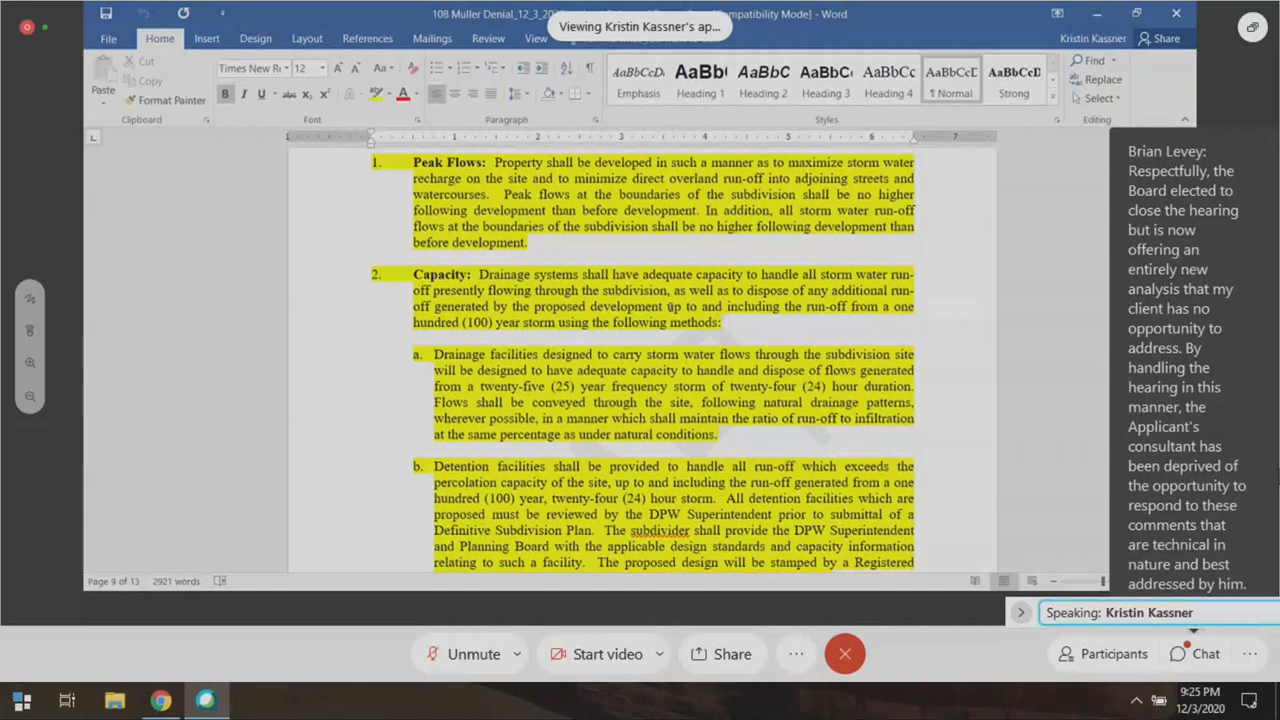 108 Muller Denial_12_3_20
[Compatibility Mode] - Word
Viewing Kristin Kassner's ap...
File Home Insert Design Layout References Mailings Review View
Kristin Kassner Share
Cut
Copy
Paste
Format Painter
Clipboard
Times New Ro 12
Font
Paragraph
AaBbCcDc AaBb( AaBbC AaBbC AaBbCc AaBbCcD AaBbCcD
Emphasis Heading 1 Heading 2 Heading 3 Heading 4 ¶ Normal Strong
Styles
Find
Replace
Select
Editing
1 1 2 3 4 5 6 7
1. Peak Flows: Property shall be developed in such a manner as to maximize storm water
recharge on the site and to minimize direct overland run-off into adjoining streets and
watercourses. Peak flows at the boundaries of the subdivision shall be no higher
following development than before development. In addition, all storm water run-off
flows at the boundaries of the subdivision shall be no higher following development than
before development.
2. Capacity: Drainage systems shall have adequate capacity to handle all storm water run-
off presently flowing through the subdivision, as well as to dispose of any additional run-
off generated by the proposed development up to and including the run-off from a one
hundred (100) year storm using the following methods:
a. Drainage facilities designed to carry storm water flows through the subdivision site
will be designed to have adequate capacity to handle and dispose of flows generated
from a twenty-five (25) year frequency storm of twenty-four (24) hour duration.
Flows shall be conveyed through the site, following natural drainage patterns,
wherever possible, in a manner which shall maintain the ratio of run-off to infiltration
at the same percentage as under natural conditions.
b. Detention facilities shall be provided to handle all run-off which exceeds the
percolation capacity of the site, up to and including the run-off generated from a one
hundred (100) year, twenty-four (24) hour storm. All detention facilities which are
proposed must be reviewed by the DPW Superintendent prior to submittal of a
Definitive Subdivision Plan. The subdivider shall provide the DPW Superintendent
and Planning Board with the applicable design standards and capacity information
relating to such a facility. The proposed design will be stamped by a Registered
Page 9 of 13 2921 words
Brian Levey:
Respectfully, the
Board elected to
close the hearing
but is now
offering an
entirely new
analysis that my
client has no
opportunity to
address. By
handling the
hearing in this
manner, the
Applicant's
consultant has
been deprived of
the opportunity to
respond to these
comments that
are technical in
nature and best
addressed by him.
Speaking: Kristin Kassner
Unmute Start video Share Participants Chat
9:25 PM
12/3/2020